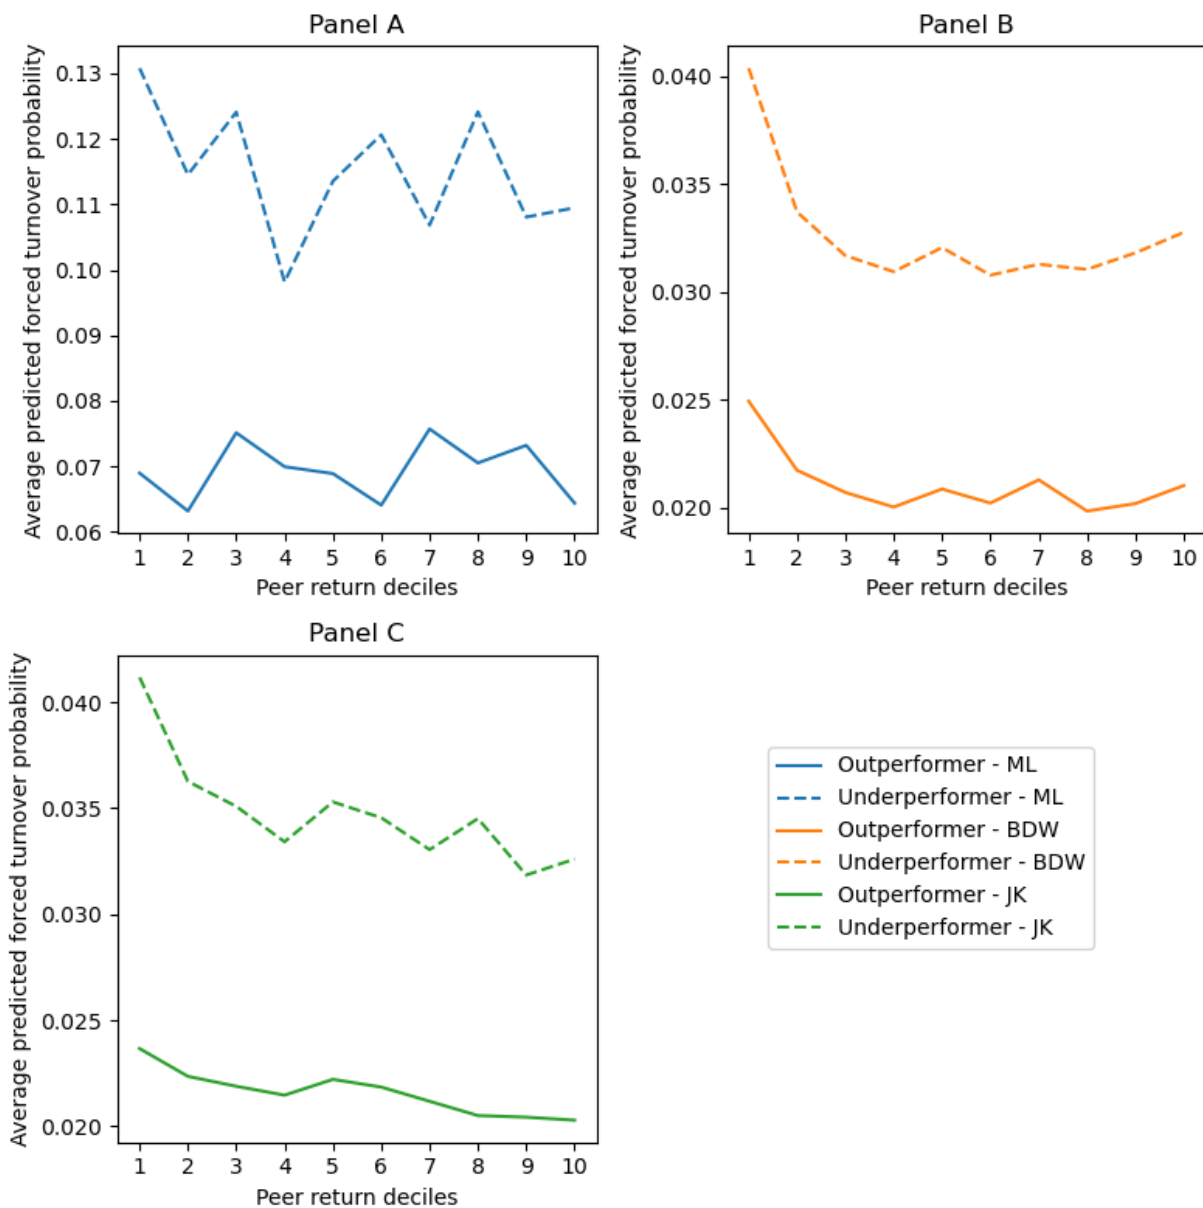 Panel A
Average predicted forced turnover probability
0.13
0.12
0.11
0.10
0.09
0.08
0.07
0.06
1 2 3 4 5 6 7 8 9 10
Peer return deciles
Panel B
Average predicted forced turnover probability
0.040
0.035
0.030
0.025
0.020
1 2 3 4 5 6 7 8 9 10
Peer return deciles
Panel C
Average predicted forced turnover probability
0.040
0.035
0.030
0.025
0.020
1 2 3 4 5 6 7 8 9 10
Peer return deciles
Outperformer - ML
Underperformer - ML
Outperformer - BDW
Underperformer - BDW
Outperformer - JK
Underperformer - JK